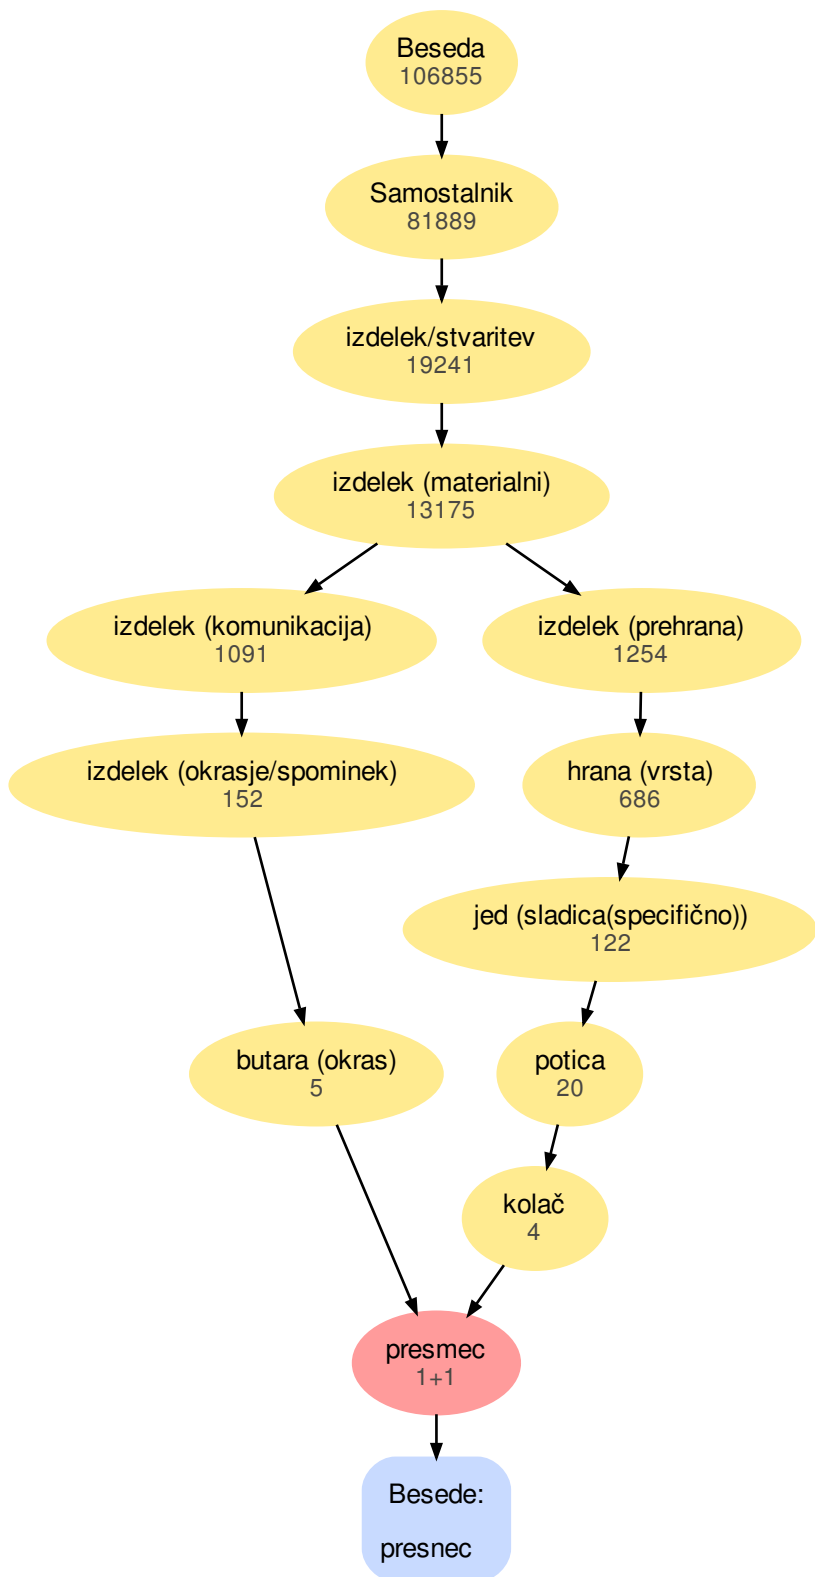 Beseda
106855
Samostalnik
81889
izdelek/stvaritev
19241
izdelek (materialni)
13175
izdelek (komunikacija)
1091
izdelek (prehrana)
1254
izdelek (okrasje/spominek)
152
hrana (vrsta)
686
jed (sladica(specifično))
122
butara (okras)
5
potica
20
kolač
4
presmec
1+1
Besede:
presnec